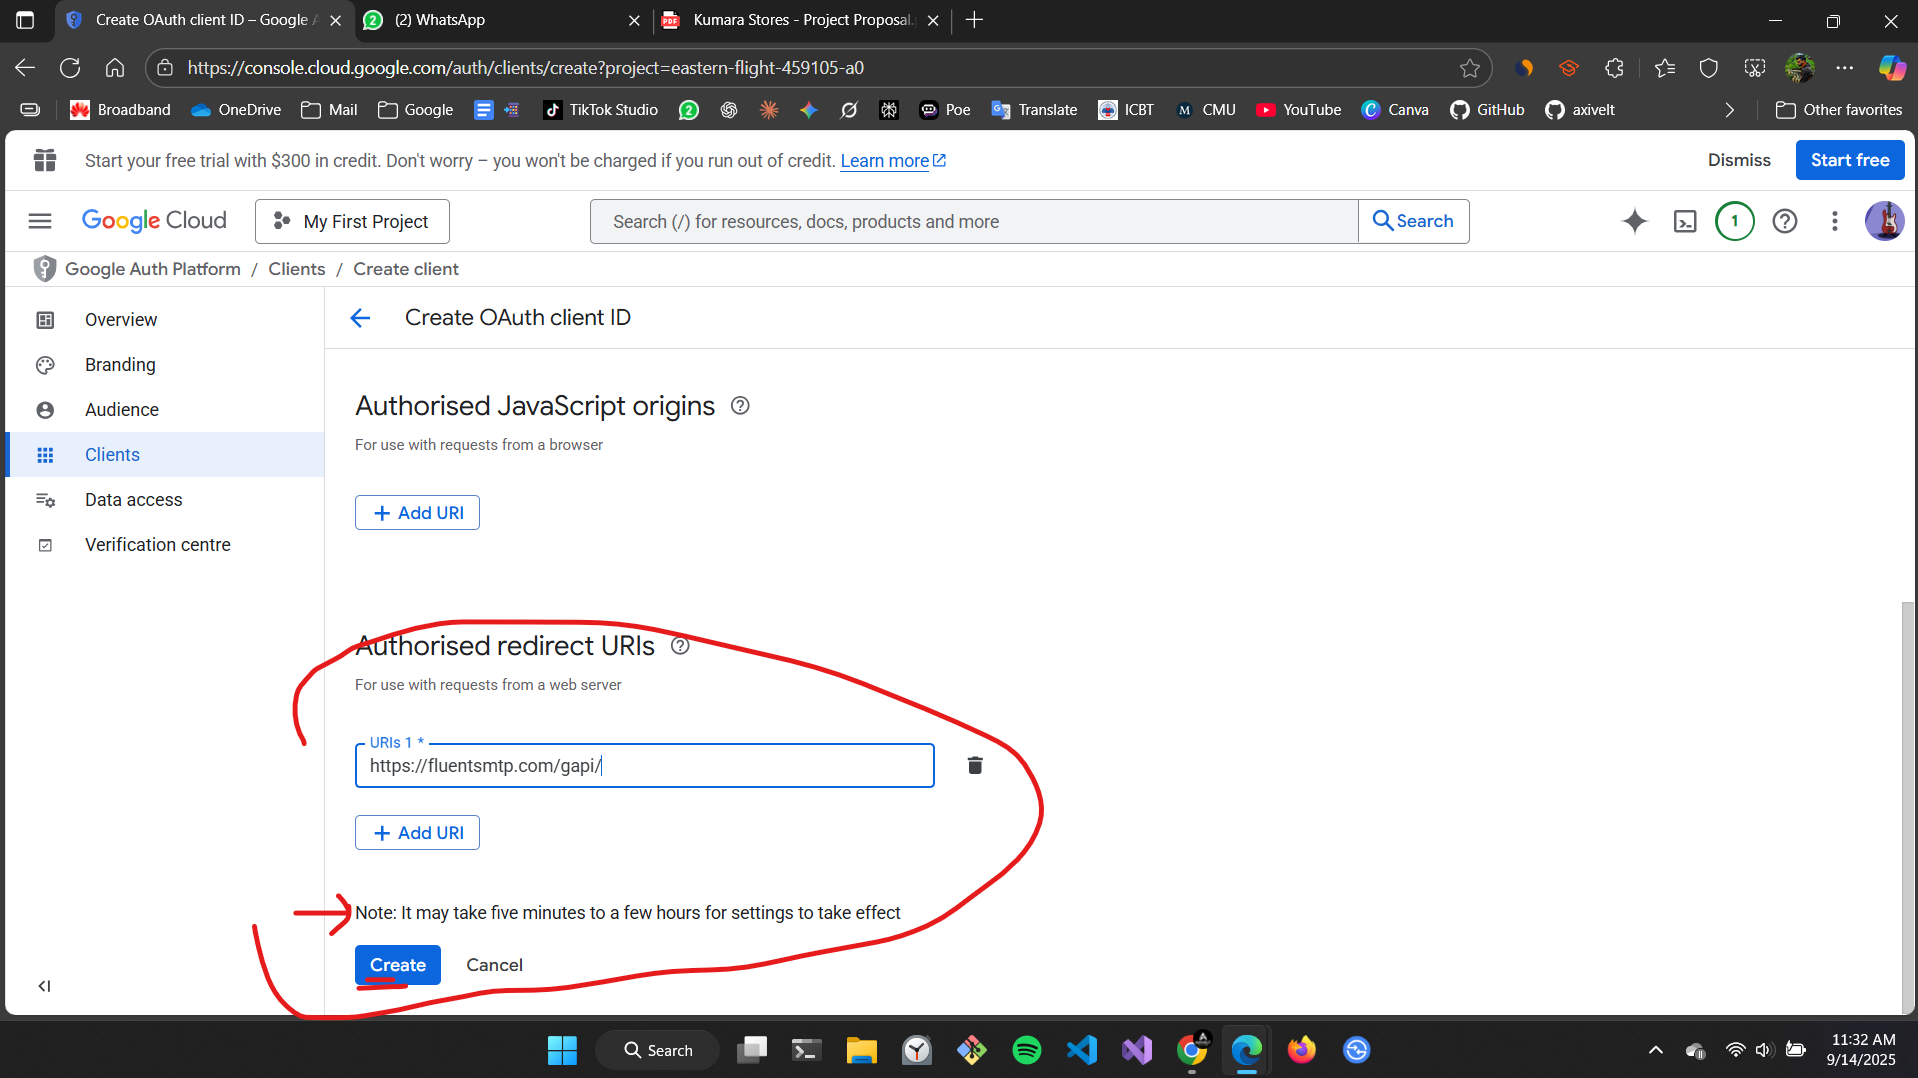 Create OAuth client ID – Google A
(2) WhatsApp
Kumara Stores - Project Proposal.
https://console.cloud.google.com/auth/clients/create?project=eastern-flight-459105-a0
Broadband
OneDrive
Mail
Google
TikTok Studio
Poe
Translate
ICBT
CMU
YouTube
Canva
GitHub
axivelt
Other favorites
Start your free trial with $300 in credit. Don't worry – you won't be charged if you run out of credit. Learn more
Dismiss
Start free
Google Cloud
My First Project
Search (/) for resources, docs, products and more
Search
1
Google Auth Platform / Clients / Create client
Overview
Branding
Audience
Clients
Data access
Verification centre
Create OAuth client ID
Authorised JavaScript origins
For use with requests from a browser
+ Add URI
Authorised redirect URIs
For use with requests from a web server
URIs 1 *
https://fluentsmtp.com/gapi/
+ Add URI
Note: It may take five minutes to a few hours for settings to take effect
Create
Cancel
Search
11:32 AM
9/14/2025